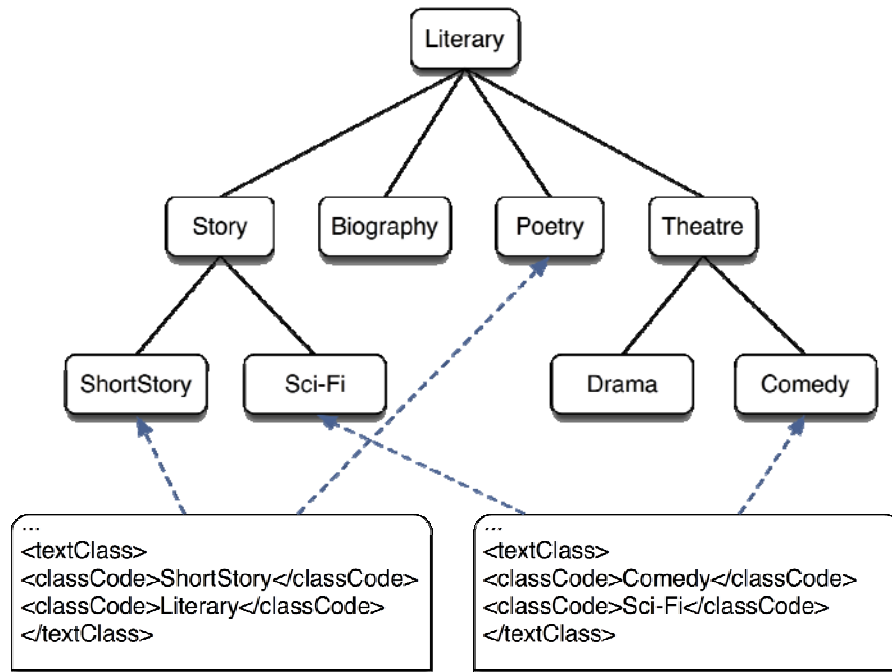 Literary
Story
Biography
Poetry
Theatre
ShortStory
Sci-Fi
Drama
Comedy
...
<textClass>
<classCode>ShortStory</classCode>
<classCode>Literary</classCode>
</textClass>
...
<textClass>
<classCode>Comedy</classCode>
<classCode>Sci-Fi</classCode>
</textClass>